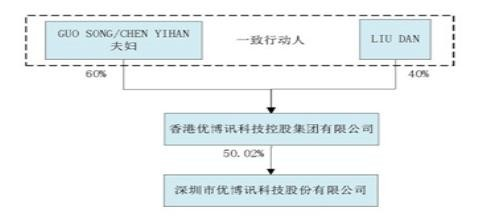 GUO SONG/CHEN YIHAN
夫妇
一致行动人
LIU DAN
60%
40%
香港优博讯科技控股集团有限公司
50.02%
深圳市优博讯科技股份有限公司